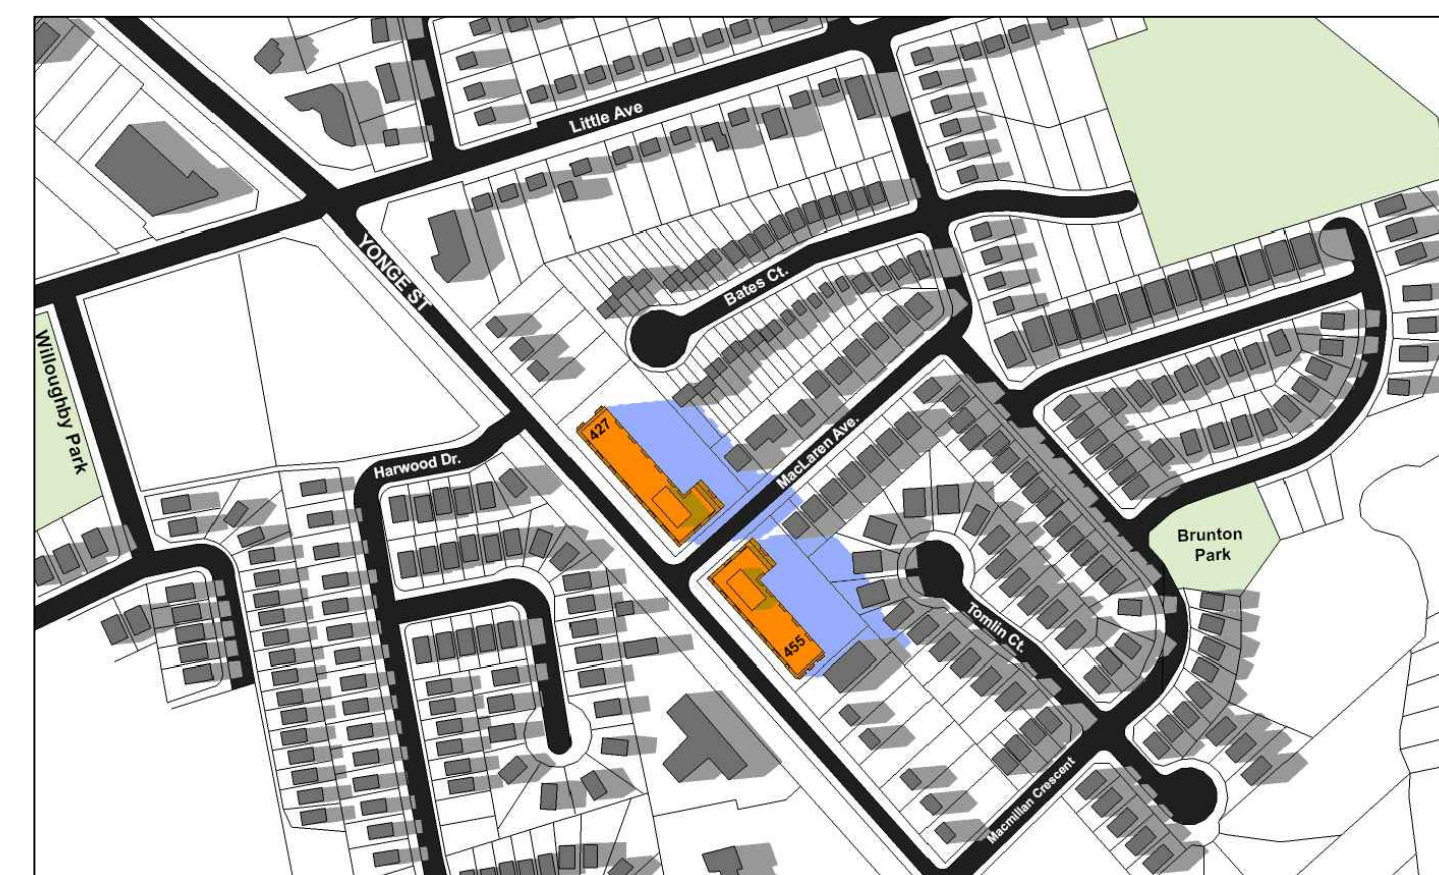 Little Ave
YONGE ST
Bates Ct.
Willoughby Park
427
MacLaren Ave.
Harwood Dr.
Brunton
Park
Tomlin Ct.
455
Macmillan Crescent